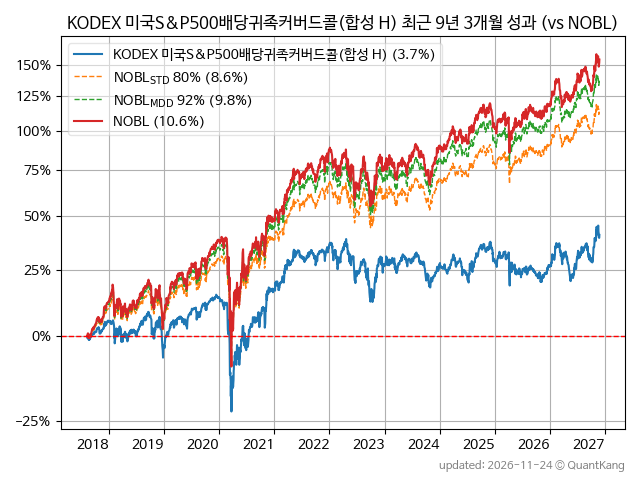 KODEX 미국S&P500배당귀족커버드콜(합성 H) 최근 9년 3개월 성과 (vs NOBL)
KODEX 미국S&P500배당귀족커버드콜(합성 H) (3.7%)
NOBL_STD 80% (8.6%)
NOBL_MDD 92% (9.8%)
NOBL (10.6%)
150%
125%
100%
75%
50%
25%
0%
−25%
2018 2019 2020 2021 2022 2023 2024 2025 2026 2027
updated: 2026-11-24 © QuantKang